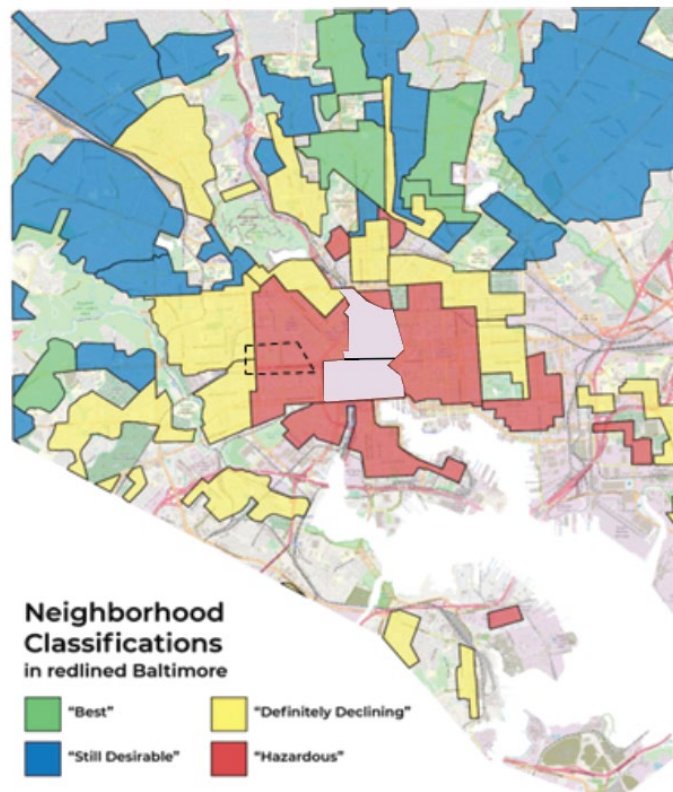 Neighborhood
Classifications
in redlined Baltimore
"Best"
"Definitely Declining"
"Still Desirable"
"Hazardous"